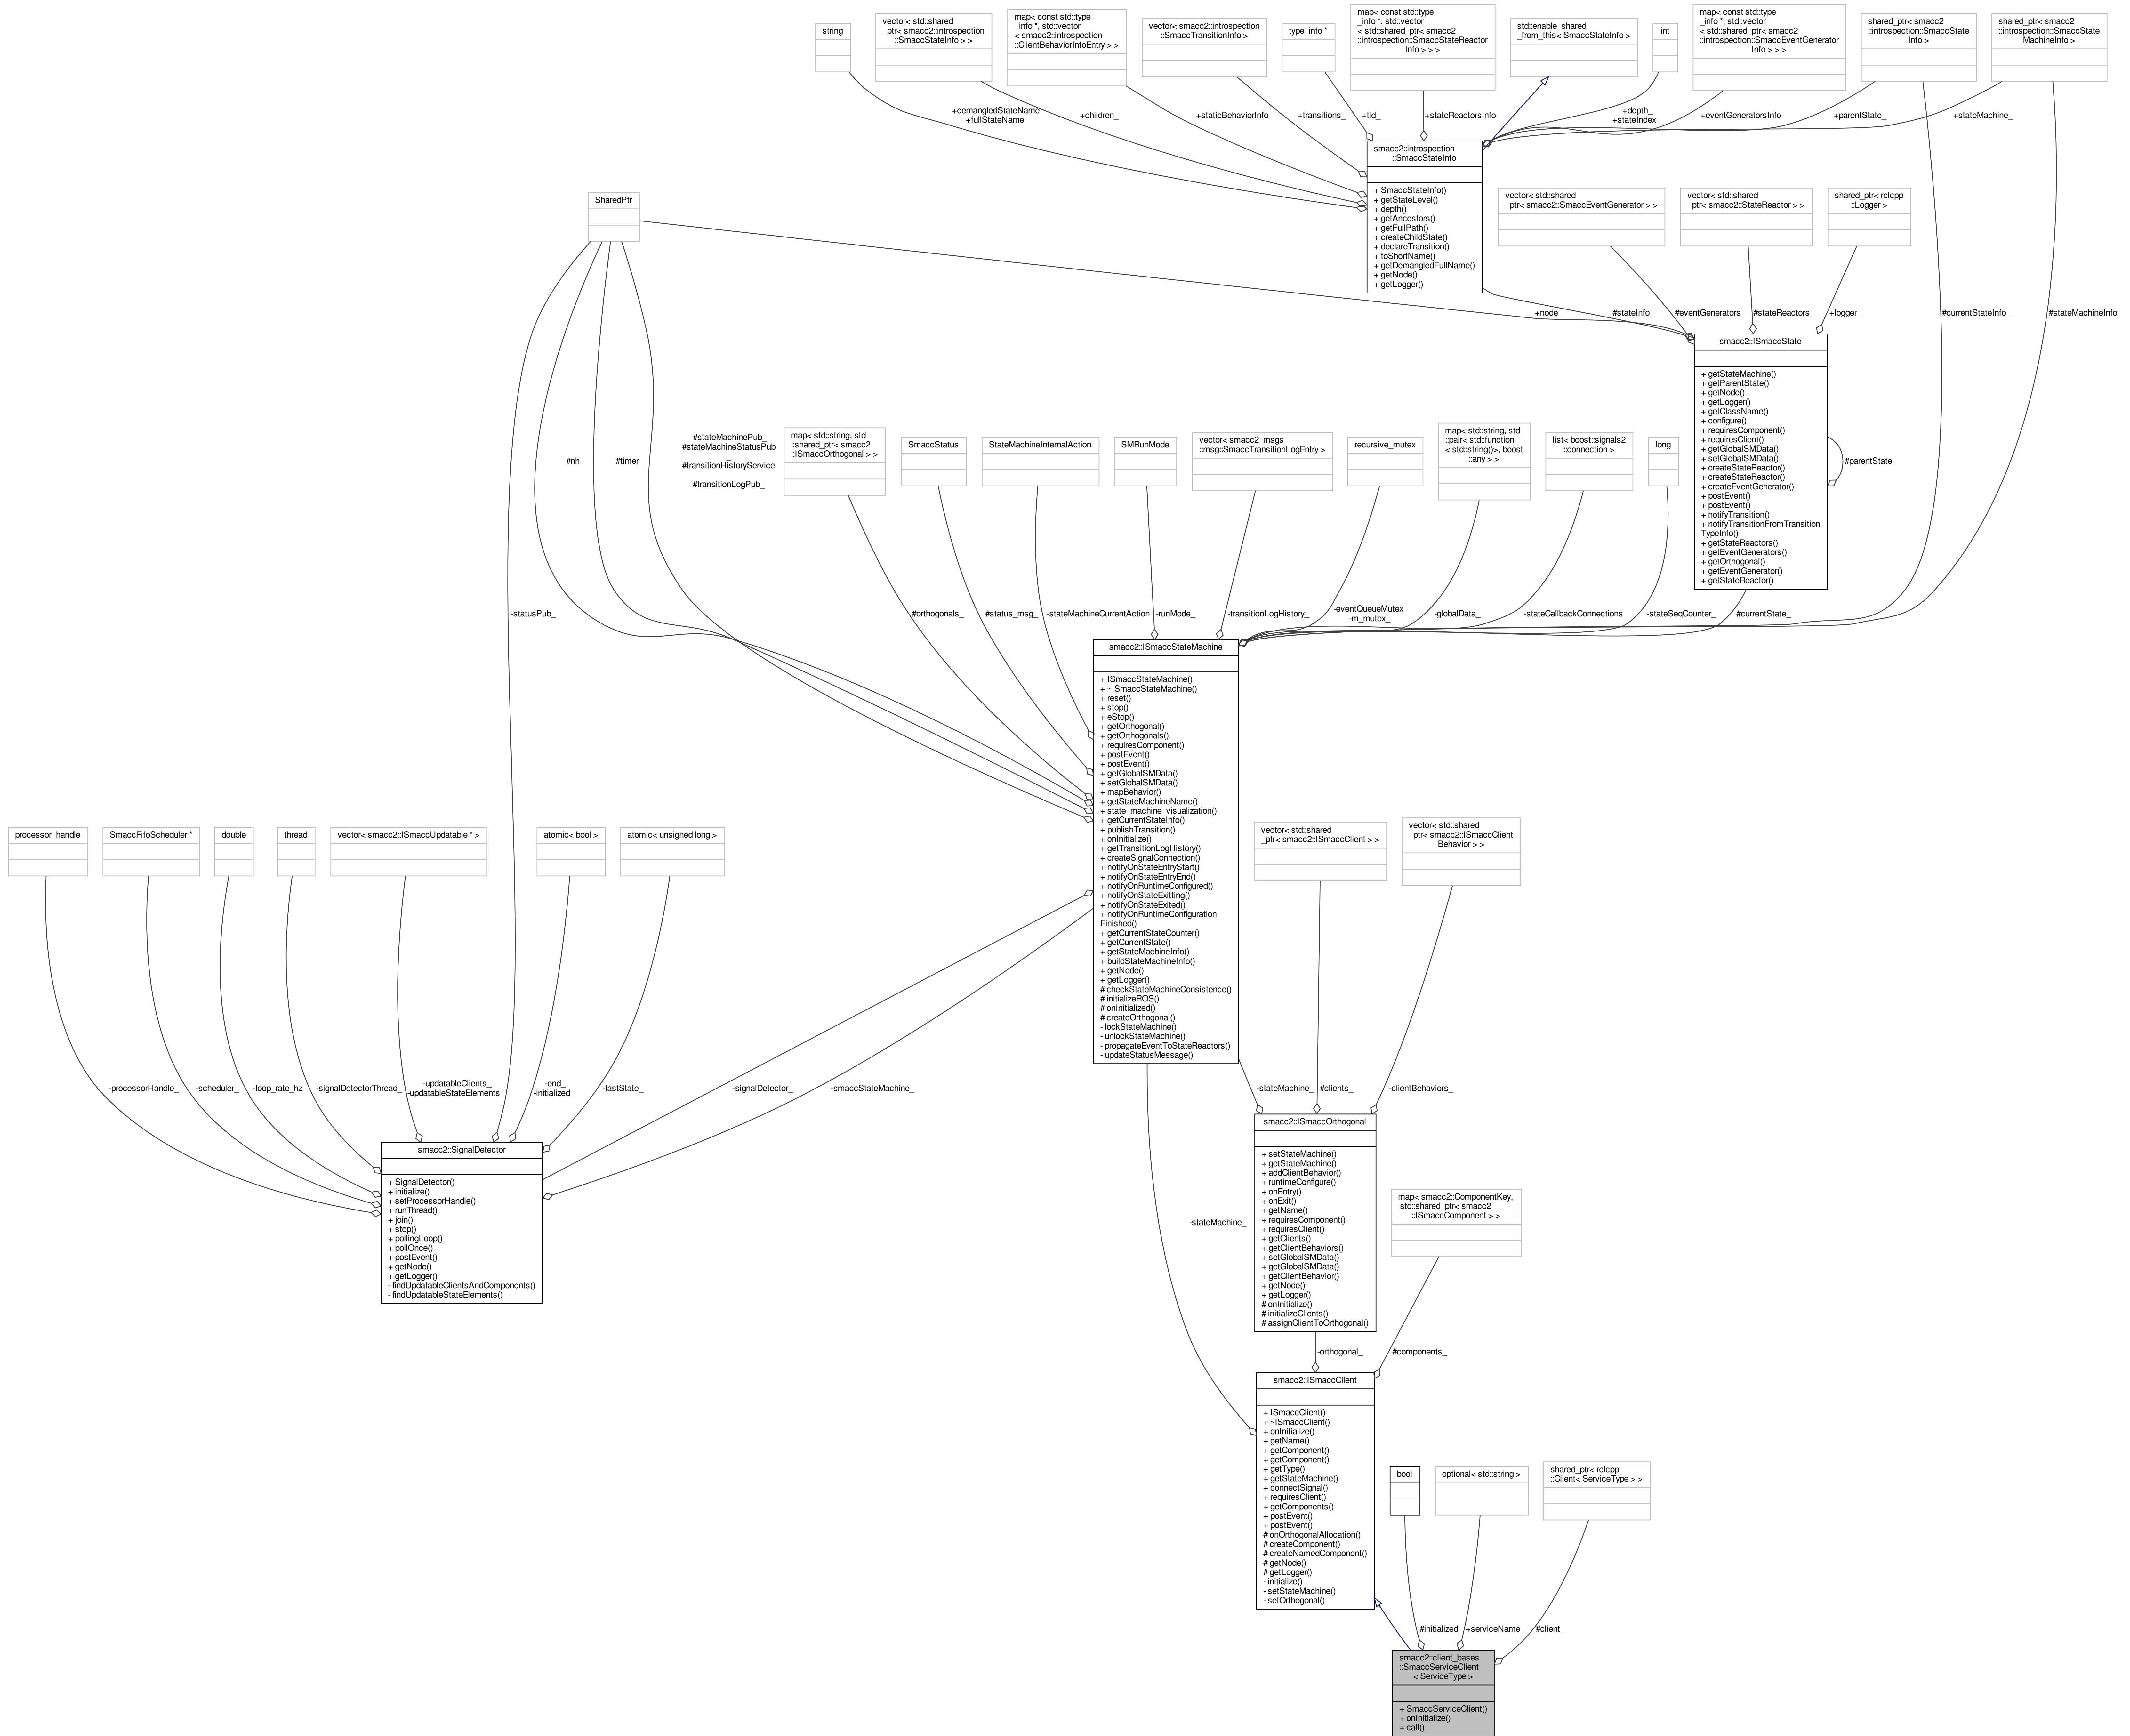 string
vector< std::shared
_ptr< smacc2::introspection
::SmaccStateInfo > >
map< const std::type
_info *, std::vector
< smacc2::introspection
::ClientBehaviorInfoEntry > >
vector< smacc2::introspection
::SmaccTransitionInfo >
type_info *
map< const std::type
_info *, std::vector
< std::shared_ptr< smacc2
::introspection::SmaccStateReactor
Info > > >
std::enable_shared
_from_this< SmaccStateInfo >
int
map< const std::type
_info *, std::vector
< std::shared_ptr< smacc2
::introspection::SmaccEventGenerator
Info > > >
shared_ptr< smacc2
::introspection::SmaccState
Info >
shared_ptr< smacc2
::introspection::SmaccState
MachineInfo >
+demangledStateName
+fullStateName
+children_
+staticBehaviorInfo
+transitions_
+tid_
+stateReactorsInfo
+depth_
+stateIndex_
+eventGeneratorsInfo
+parentState_
+stateMachine_
smacc2::introspection
::SmaccStateInfo
+ SmaccStateInfo()
+ getStateLevel()
+ depth()
+ getAncestors()
+ getFullPath()
+ createChildState()
+ declareTransition()
+ toShortName()
+ getDemangledFullName()
+ getNode()
+ getLogger()
SharedPtr
vector< std::shared
_ptr< smacc2::SmaccEventGenerator > >
vector< std::shared
_ptr< smacc2::StateReactor > >
shared_ptr< rclcpp
::Logger >
+node_
#stateInfo_
#eventGenerators_
#stateReactors_
+logger_
#currentStateInfo_
#stateMachineInfo_
smacc2::ISmaccState
+ getStateMachine()
+ getParentState()
+ getNode()
+ getLogger()
+ getClassName()
+ configure()
+ requiresComponent()
+ requiresClient()
+ getGlobalSMData()
+ setGlobalSMData()
+ createStateReactor()
+ createStateReactor()
+ createEventGenerator()
+ postEvent()
+ postEvent()
+ notifyTransition()
+ notifyTransitionFromTransition
TypeInfo()
+ getStateReactors()
+ getEventGenerators()
+ getOrthogonal()
+ getEventGenerator()
+ getStateReactor()
#parentState_
#nh_
#timer_
#stateMachinePub_
#stateMachineStatusPub
_
#transitionHistoryService
_
#transitionLogPub_
map< std::string, std
::shared_ptr< smacc2
::ISmaccOrthogonal > >
SmaccStatus
StateMachineInternalAction
SMRunMode
vector< smacc2_msgs
::msg::SmaccTransitionLogEntry >
recursive_mutex
map< std::string, std
::pair< std::function
< std::string()>, boost
::any > >
list< boost::signals2
::connection >
long
-statusPub_
#orthogonals_
#status_msg_
-stateMachineCurrentAction
-runMode_
-transitionLogHistory_
-eventQueueMutex_
-m_mutex_
-globalData_
-stateCallbackConnections
-stateSeqCounter_
#currentState_
smacc2::ISmaccStateMachine
+ ISmaccStateMachine()
+ ~ISmaccStateMachine()
+ reset()
+ stop()
+ eStop()
+ getOrthogonal()
+ getOrthogonals()
+ requiresComponent()
+ postEvent()
+ postEvent()
+ getGlobalSMData()
+ setGlobalSMData()
+ mapBehavior()
+ getStateMachineName()
+ state_machine_visualization()
+ getCurrentStateInfo()
+ publishTransition()
+ onInitialize()
+ getTransitionLogHistory()
+ createSignalConnection()
+ notifyOnStateEntryStart()
+ notifyOnStateEntryEnd()
+ notifyOnRuntimeConfigured()
+ notifyOnStateExitting()
+ notifyOnStateExited()
+ notifyOnRuntimeConfiguration
Finished()
+ getCurrentStateCounter()
+ getCurrentState()
+ getStateMachineInfo()
+ buildStateMachineInfo()
+ getNode()
+ getLogger()
# checkStateMachineConsistence()
# initializeROS()
# onInitialized()
# createOrthogonal()
- lockStateMachine()
- unlockStateMachine()
- propagateEventToStateReactors()
- updateStatusMessage()
processor_handle
SmaccFifoScheduler *
double
thread
vector< smacc2::ISmaccUpdatable * >
atomic< bool >
atomic< unsigned long >
vector< std::shared
_ptr< smacc2::ISmaccClient > >
vector< std::shared
_ptr< smacc2::ISmaccClient
Behavior > >
-processorHandle_
-scheduler_
-loop_rate_hz
-signalDetectorThread_
-updatableClients_
-updatableStateElements_
-end_
-initialized_
-lastState_
-signalDetector_
-smaccStateMachine_
-stateMachine_
#clients_
-clientBehaviors_
smacc2::SignalDetector
+ SignalDetector()
+ initialize()
+ setProcessorHandle()
+ runThread()
+ join()
+ stop()
+ pollingLoop()
+ pollOnce()
+ postEvent()
+ getNode()
+ getLogger()
- findUpdatableClientsAndComponents()
- findUpdatableStateElements()
smacc2::ISmaccOrthogonal
+ setStateMachine()
+ getStateMachine()
+ addClientBehavior()
+ runtimeConfigure()
+ onEntry()
+ onExit()
+ getName()
+ requiresComponent()
+ requiresClient()
+ getClients()
+ getClientBehaviors()
+ setGlobalSMData()
+ getGlobalSMData()
+ getClientBehavior()
+ getNode()
+ getLogger()
# onInitialize()
# initializeClients()
# assignClientToOrthogonal()
map< smacc2::ComponentKey,
std::shared_ptr< smacc2
::ISmaccComponent > >
-stateMachine_
-orthogonal_
#components_
smacc2::ISmaccClient
+ ISmaccClient()
+ ~ISmaccClient()
+ onInitialize()
+ getName()
+ getComponent()
+ getComponent()
+ getType()
+ getStateMachine()
+ connectSignal()
+ requiresClient()
+ getComponents()
+ postEvent()
+ postEvent()
# onOrthogonalAllocation()
# createComponent()
# createNamedComponent()
# getNode()
# getLogger()
- initialize()
- setStateMachine()
- setOrthogonal()
bool
optional< std::string >
shared_ptr< rclcpp
::Client< ServiceType > >
#initialized_
+serviceName_
#client_
smacc2::client_bases
::SmaccServiceClient
< ServiceType >
+ SmaccServiceClient()
+ onInitialize()
+ call()